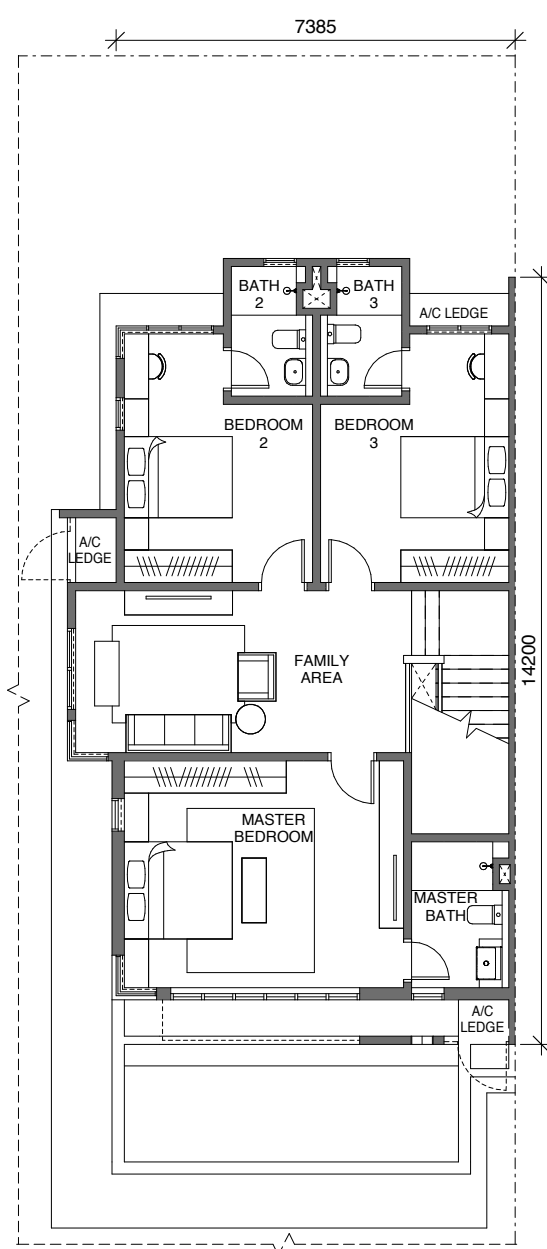 7385
BATH
2
BATH
3
A/C LEDGE
BEDROOM
2
BEDROOM
3
A/C
LEDGE
FAMILY
AREA
14200
MASTER
BEDROOM
MASTER
BATH
A/C
LEDGE